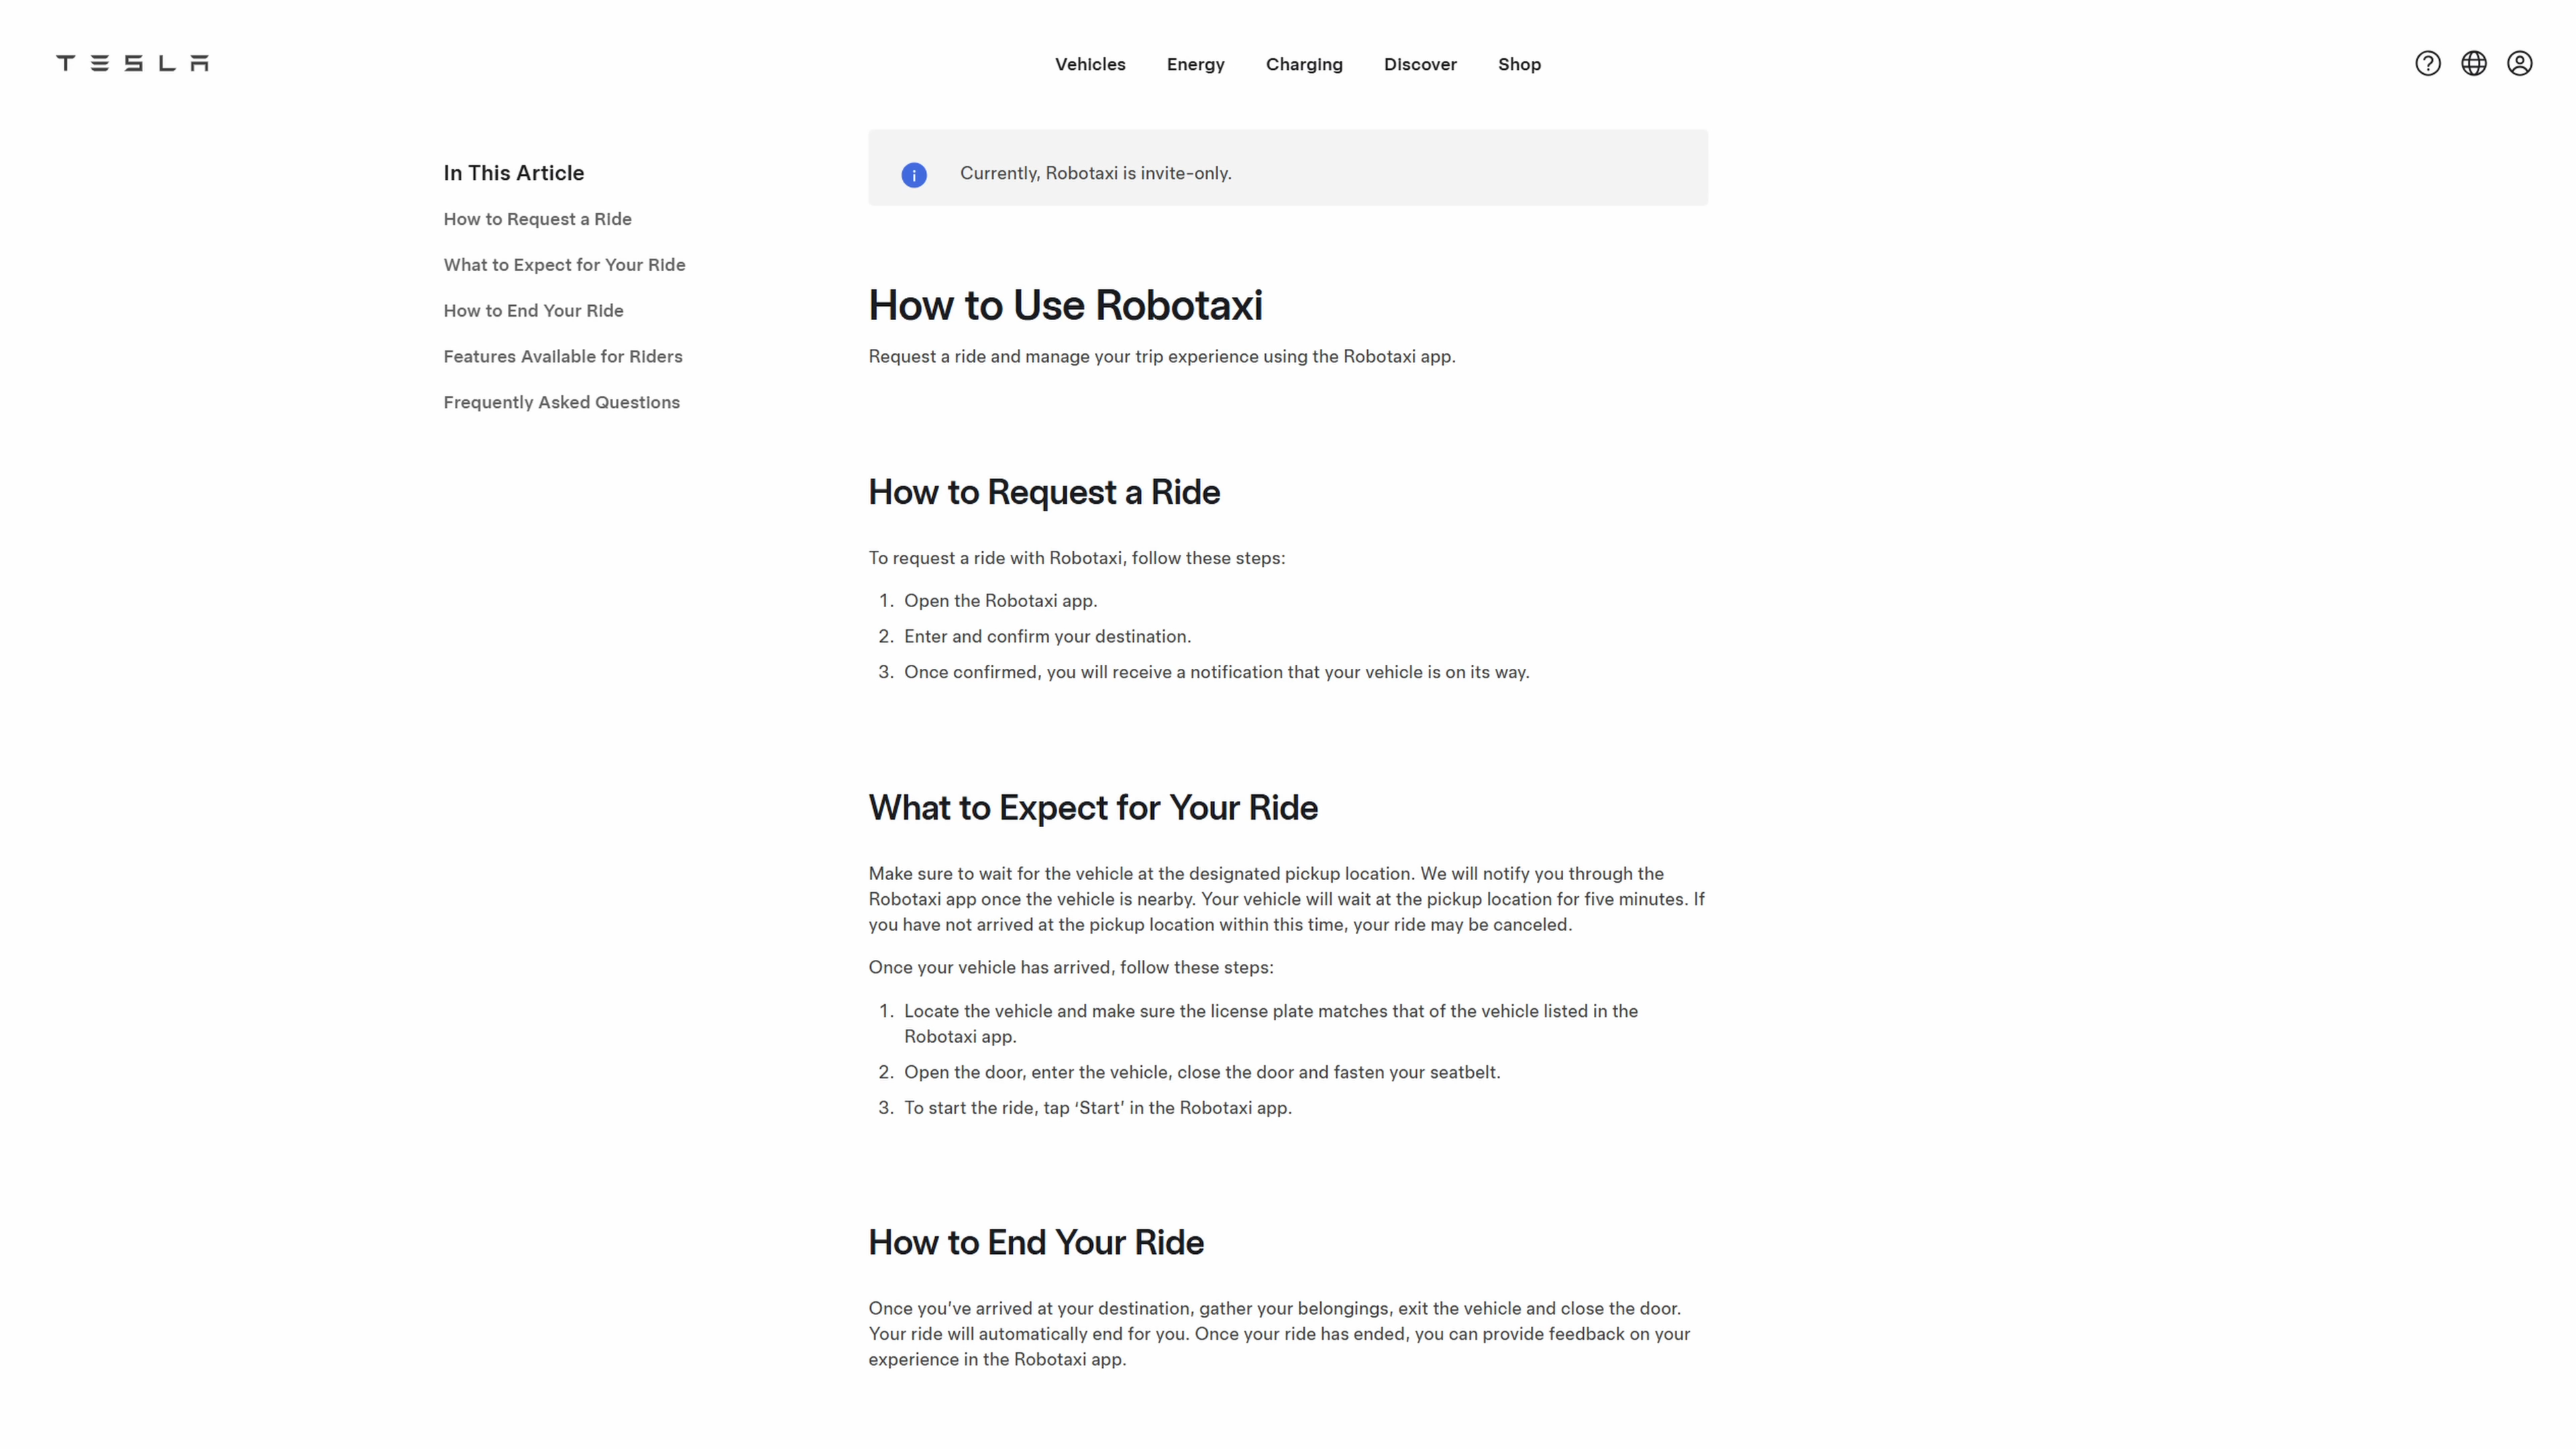 TESLA
Vehicles Energy Charging Discover Shop
In This Article
How to Request a Ride
What to Expect for Your Ride
How to End Your Ride
Features Available for Riders
Frequently Asked Questions
Currently, Robotaxi is invite-only.
How to Use Robotaxi
Request a ride and manage your trip experience using the Robotaxi app.
How to Request a Ride
To request a ride with Robotaxi, follow these steps:
1. Open the Robotaxi app.
2. Enter and confirm your destination.
3. Once confirmed, you will receive a notification that your vehicle is on its way.
What to Expect for Your Ride
Make sure to wait for the vehicle at the designated pickup location. We will notify you through the
Robotaxi app once the vehicle is nearby. Your vehicle will wait at the pickup location for five minutes. If
you have not arrived at the pickup location within this time, your ride may be canceled.
Once your vehicle has arrived, follow these steps:
1. Locate the vehicle and make sure the license plate matches that of the vehicle listed in the
Robotaxi app.
2. Open the door, enter the vehicle, close the door and fasten your seatbelt.
3. To start the ride, tap ‘Start’ in the Robotaxi app.
How to End Your Ride
Once you’ve arrived at your destination, gather your belongings, exit the vehicle and close the door.
Your ride will automatically end for you. Once your ride has ended, you can provide feedback on your
experience in the Robotaxi app.